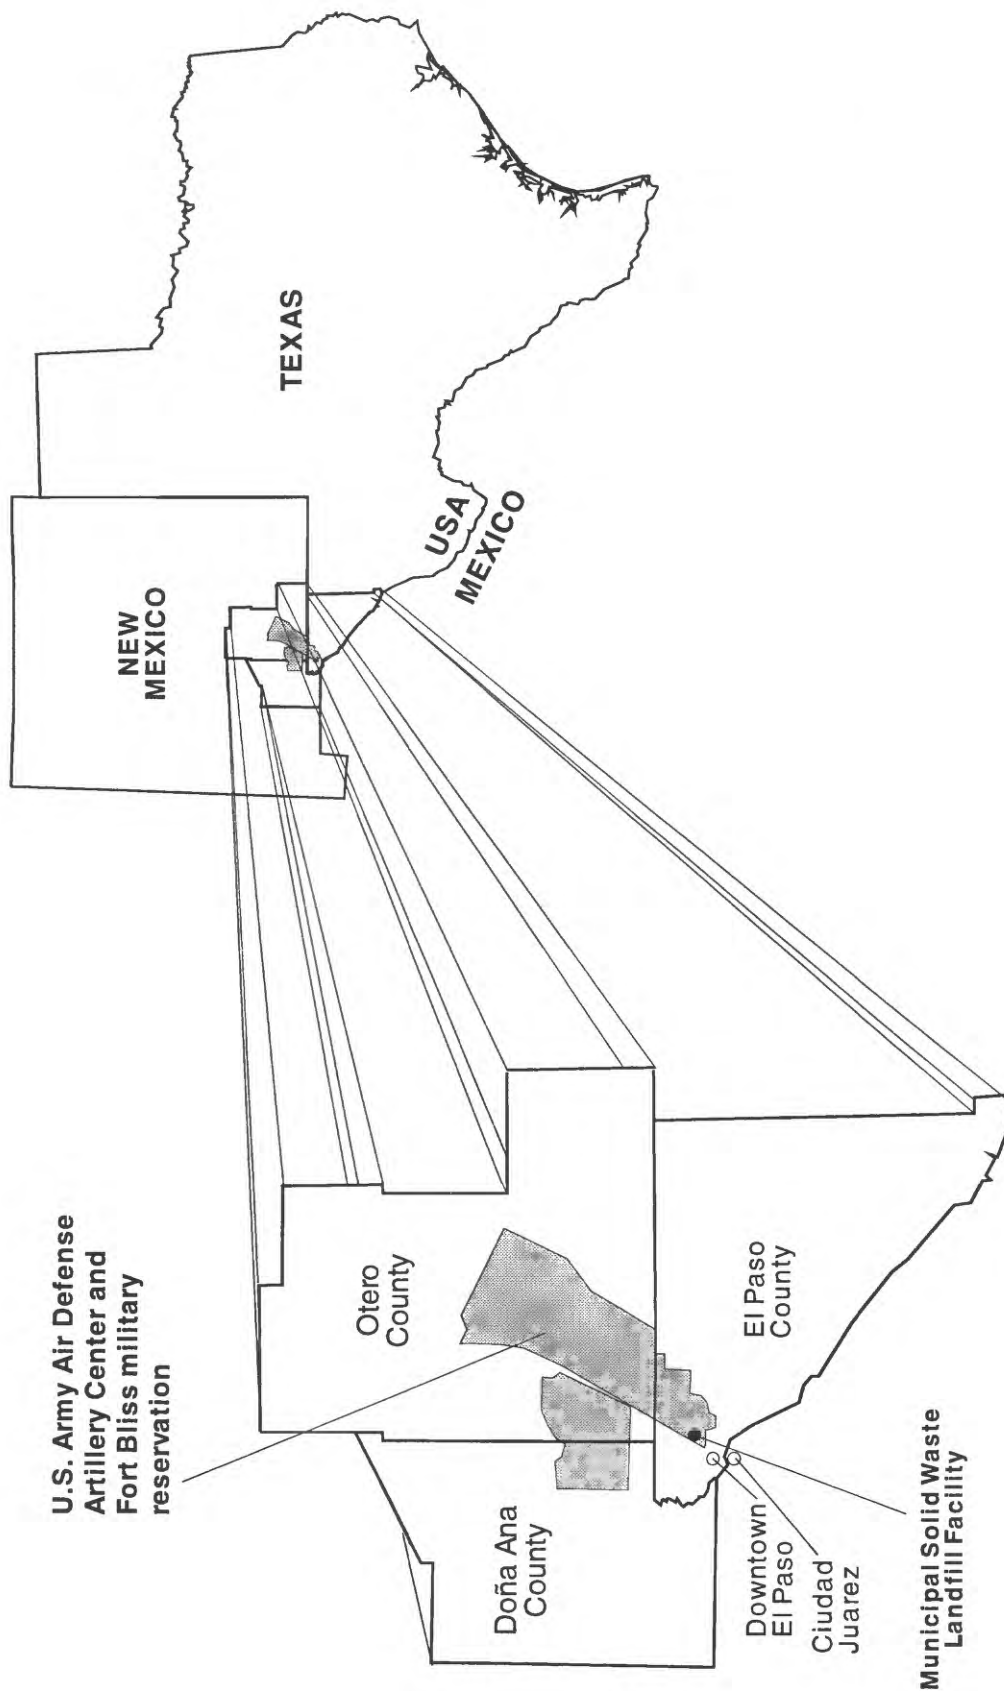 U.S. Army Air Defense
Artillery Center and
Fort Bliss military
reservation
NEW
MEXICO
TEXAS
USA
MEXICO
Otero
County
Doña Ana
County
El Paso
County
Downtown
El Paso
Ciudad
Juarez
Municipal Solid Waste
Landfill Facility